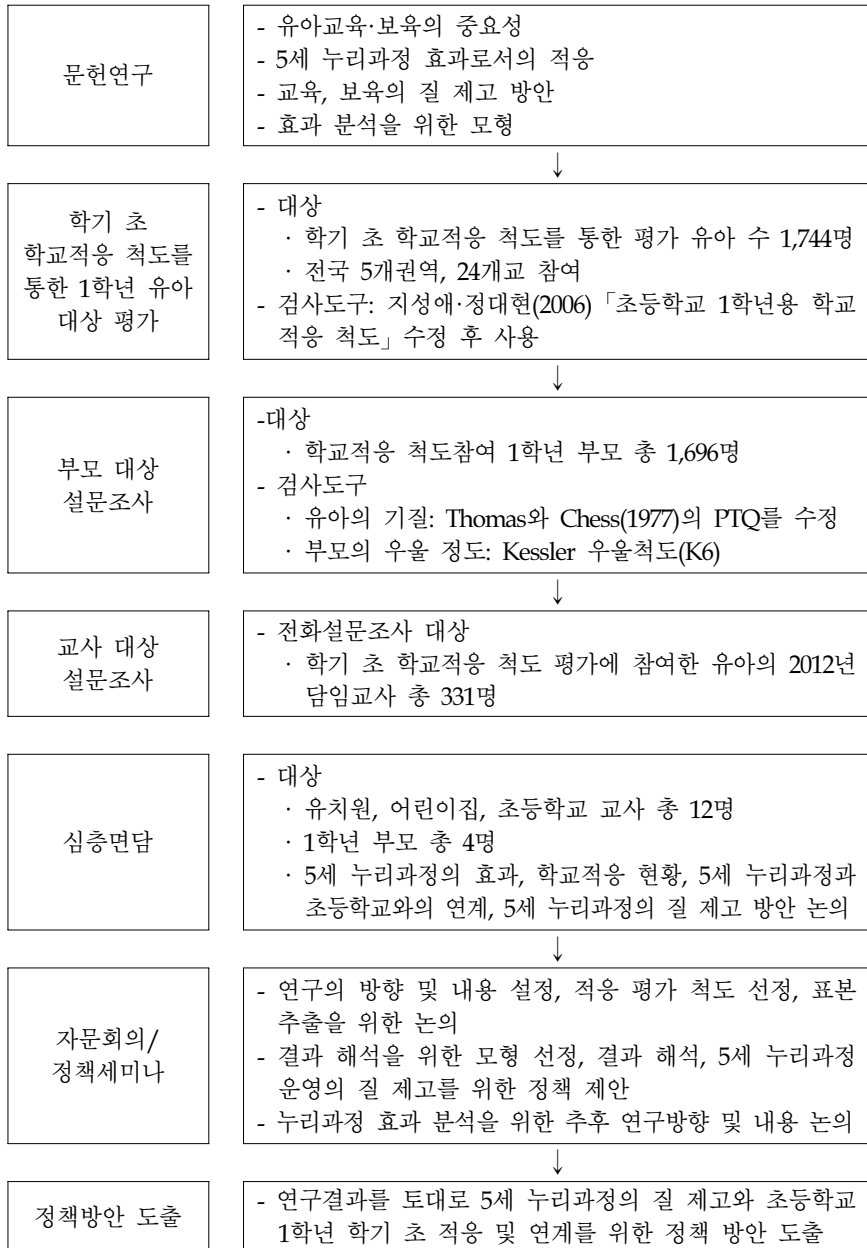 문헌연구
- 유아교육·보육의 중요성
- 5세 누리과정 효과로서의 적응
- 교육, 보육의 질 제고 방안
- 효과 분석을 위한 모형
↓
학기 초
학교적응 척도를
통한 1학년 유아
대상 평가
- 대상
· 학기 초 학교적응 척도를 통한 평가 유아 수 1,744명
· 전국 5개권역, 24개교 참여
- 검사도구: 지성애·정대현(2006)「초등학교 1학년용 학교
적응 척도」수정 후 사용
↓
부모 대상
설문조사
-대상
· 학교적응 척도참여 1학년 부모 총 1,696명
- 검사도구
· 유아의 기질: Thomas와 Chess(1977)의 PTQ를 수정
· 부모의 우울 정도: Kessler 우울척도(K6)
↓
교사 대상
설문조사
- 전화설문조사 대상
· 학기 초 학교적응 척도 평가에 참여한 유아의 2012년
담임교사 총 331명
심층면담
- 대상
· 유치원, 어린이집, 초등학교 교사 총 12명
· 1학년 부모 총 4명
· 5세 누리과정의 효과, 학교적응 현황, 5세 누리과정과
초등학교와의 연계, 5세 누리과정의 질 제고 방안 논의
↓
자문회의/
정책세미나
- 연구의 방향 및 내용 설정, 적응 평가 척도 선정, 표본
추출을 위한 논의
- 결과 해석을 위한 모형 선정, 결과 해석, 5세 누리과정
운영의 질 제고를 위한 정책 제안
- 누리과정 효과 분석을 위한 추후 연구방향 및 내용 논의
↓
정책방안 도출
- 연구결과를 토대로 5세 누리과정의 질 제고와 초등학교
1학년 학기 초 적응 및 연계를 위한 정책 방안 도출